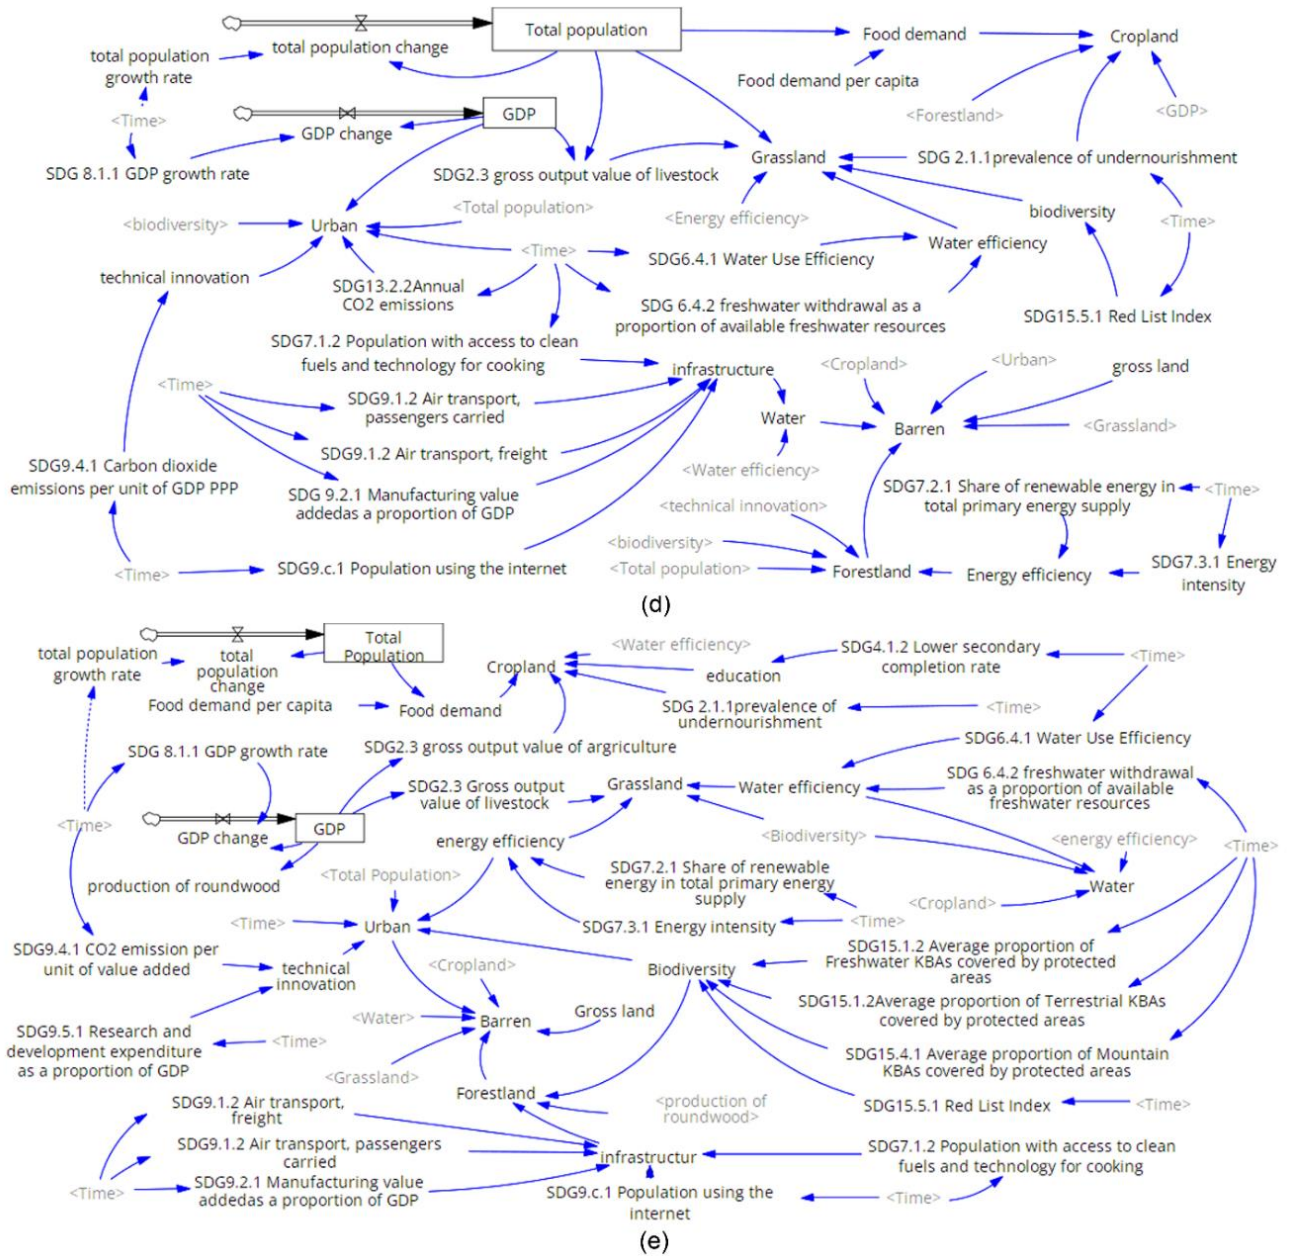 Total population
total population change
Food demand
Cropland
total population
growth rate
Food demand per capita
<Time>
<Forestland>
<GDP>
GDP
GDP change
SDG 8.1.1 GDP growth rate
SDG2.3 gross output value of livestock
Grassland
SDG 2.1.1prevalence of undernourishment
<biodiversity>
Urban
<Total population>
<Energy efficiency>
biodiversity
<Time>
Water efficiency
<Time>
SDG6.4.1 Water Use Efficiency
technical innovation
SDG13.2.2Annual
CO2 emissions
SDG 6.4.2 freshwater withdrawal as a
proportion of available freshwater resources
SDG15.5.1 Red List Index
SDG7.1.2 Population with access to clean
fuels and technology for cooking
infrastructure
<Cropland>
<Urban>
gross land
<Time>
SDG9.1.2 Air transport,
passengers carried
Water
Barren
<Grassland>
SDG9.1.2 Air transport, freight
<Water efficiency>
SDG9.4.1 Carbon dioxide
emissions per unit of GDP PPP
SDG 9.2.1 Manufacturing value
addedas a proportion of GDP
<technical innovation>
SDG7.2.1 Share of renewable energy in
total primary energy supply
<Time>
<biodiversity>
<Time>
SDG9.c.1 Population using the internet
<Total population>
Forestland
Energy efficiency
SDG7.3.1 Energy
intensity
(d)
Total
Population
total population
growth rate
total
population
change
Cropland
<Water efficiency>
education
SDG4.1.2 Lower secondary
completion rate
<Time>
Food demand per capita
Food demand
SDG 2.1.1prevalence of
undernourishment
<Time>
SDG 8.1.1 GDP growth rate
SDG2.3 gross output value of argriculture
SDG6.4.1 Water Use Efficiency
SDG2.3 Gross output
value of livestock
Grassland
Water efficiency
SDG 6.4.2 freshwater withdrawal
as a proportion of available
freshwater resources
<Time>
GDP change
GDP
energy efficiency
<Biodiversity>
<energy efficiency>
<Time>
production of roundwood
<Total Population>
SDG7.2.1 Share of renewable
energy in total primary energy
supply
Water
<Cropland>
<Time>
Urban
SDG7.3.1 Energy intensity
<Time>
SDG9.4.1 CO2 emission per
unit of value added
technical
innovation
<Cropland>
Biodiversity
SDG15.1.2 Average proportion of
Freshwater KBAs covered by protected
areas
SDG15.1.2Average proportion of Terrestrial KBAs
covered by protected areas
SDG9.5.1 Research and
development expenditure
as a proportion of GDP
<Time>
<Water>
Barren
Gross land
SDG15.4.1 Average proportion of Mountain
KBAs covered by protected areas
<Grassland>
Forestland
<production of
roundwood>
SDG15.5.1 Red List Index
<Time>
SDG9.1.2 Air transport,
freight
SDG9.1.2 Air transport, passengers
carried
infrastructur
SDG7.1.2 Population with access to clean
fuels and technology for cooking
<Time>
SDG9.2.1 Manufacturing value
addedas a proportion of GDP
SDG9.c.1 Population using the
internet
<Time>
(e)